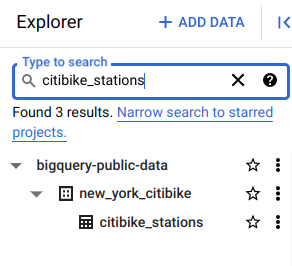 Explorer
+ ADD DATA
Type to search
citibike_stations
Found 3 results. Narrow search to starred
projects.
bigquery-public-data
new_york_citibike
citibike_stations